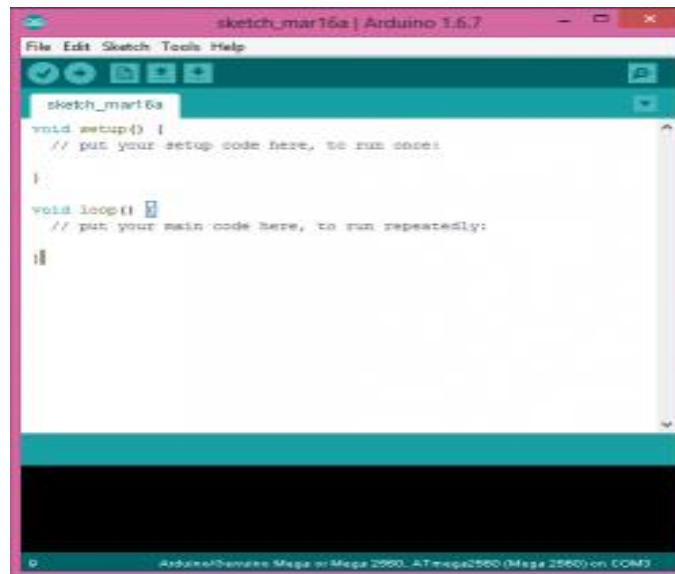 sketch_mar16a | Arduino 1.6.7
File Edit Sketch Tools Help
sketch_mar16a
void setup() {
// put your setup code here, to run once:
}
void loop() {
// put your main code here, to run repeatedly:
}
9
Arduino/Genuino Mega or Mega 2560, ATmega2560 (Mega 2560) on COM3